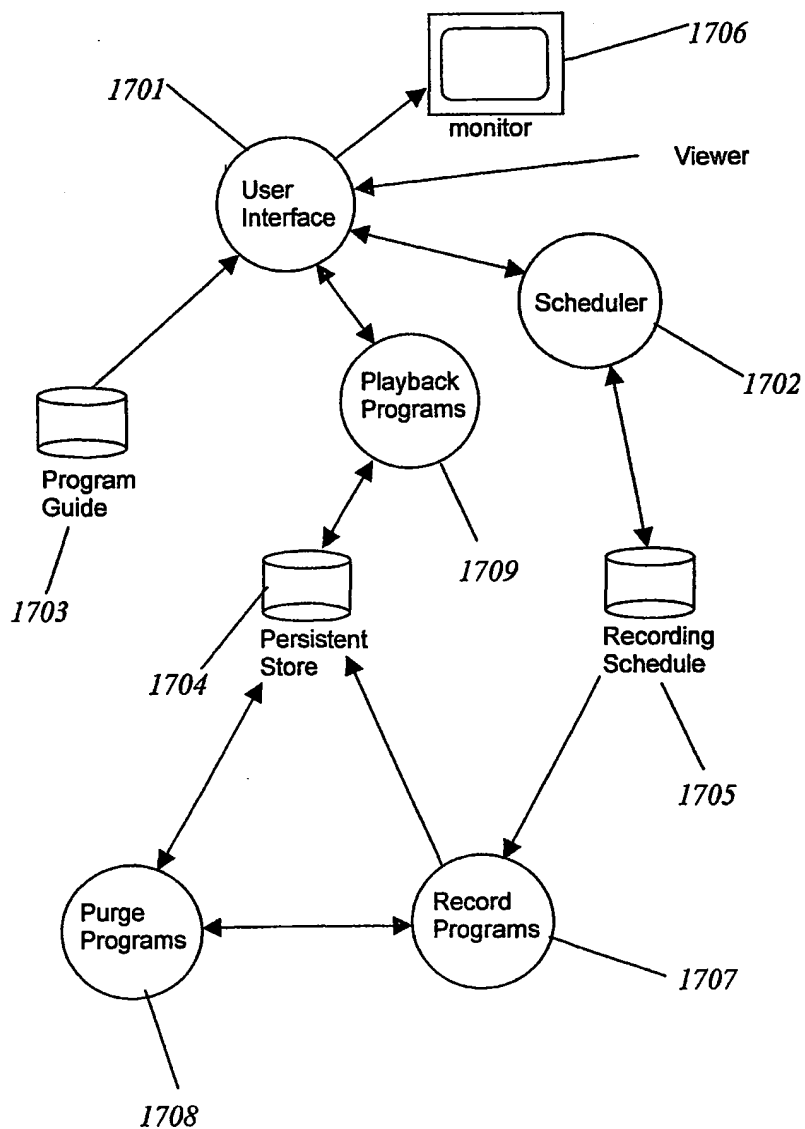 1706
1701
monitor
Viewer
User
Interface
Scheduler
1702
Playback
Programs
Program
Guide
1709
1703
Persistent
Store
1704
Recording
Schedule
1705
Purge
Programs
Record
Programs
1707
1708